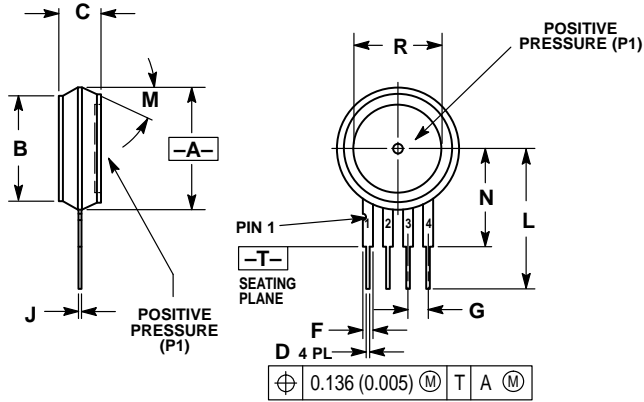 C
R
POSITIVE
PRESSURE (P1)
M
B
–A–
N
L
PIN 1
1 2 3 4
–T–
SEATING
PLANE
J
POSITIVE
PRESSURE
(P1)
F
G
D 4 PL
⌖ 0.136 (0.005) Ⓜ T A Ⓜ